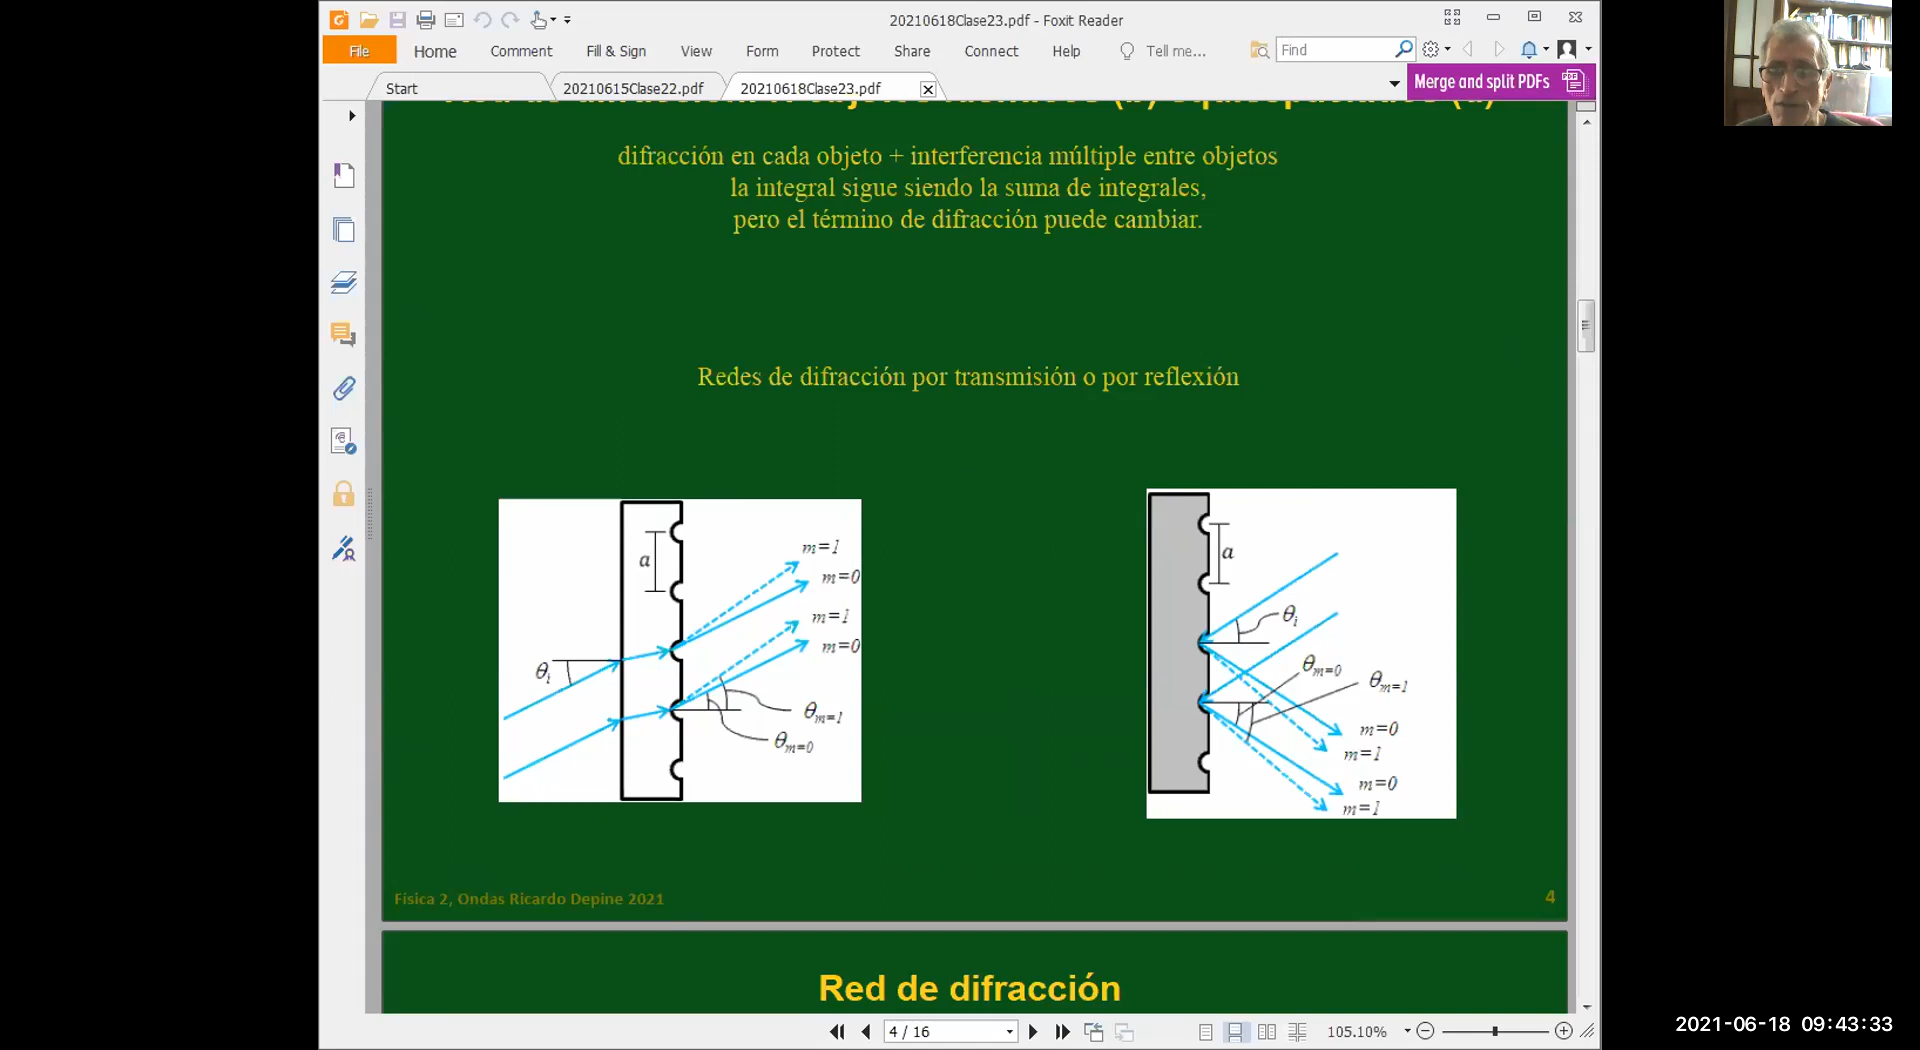 20210618Clase23.pdf - Foxit Reader
File Home Comment Fill & Sign View Form Protect Share Connect Help Tell me... Find
Start 20210615Clase22.pdf 20210618Clase23.pdf Merge and split PDFs
difracción en cada objeto + interferencia múltiple entre objetos
la integral sigue siendo la suma de integrales,
pero el término de difracción puede cambiar.
Redes de difracción por transmisión o por reflexión
a
m=1
m=0
m=1
m=0
θi
θm=1
θm=0
a
θi
θm=0
θm=1
m=0
m=1
m=0
m=1
Física 2, Ondas Ricardo Depine 2021
4
Red de difracción
4 / 16
105.10%
2021-06-18 09:43:33